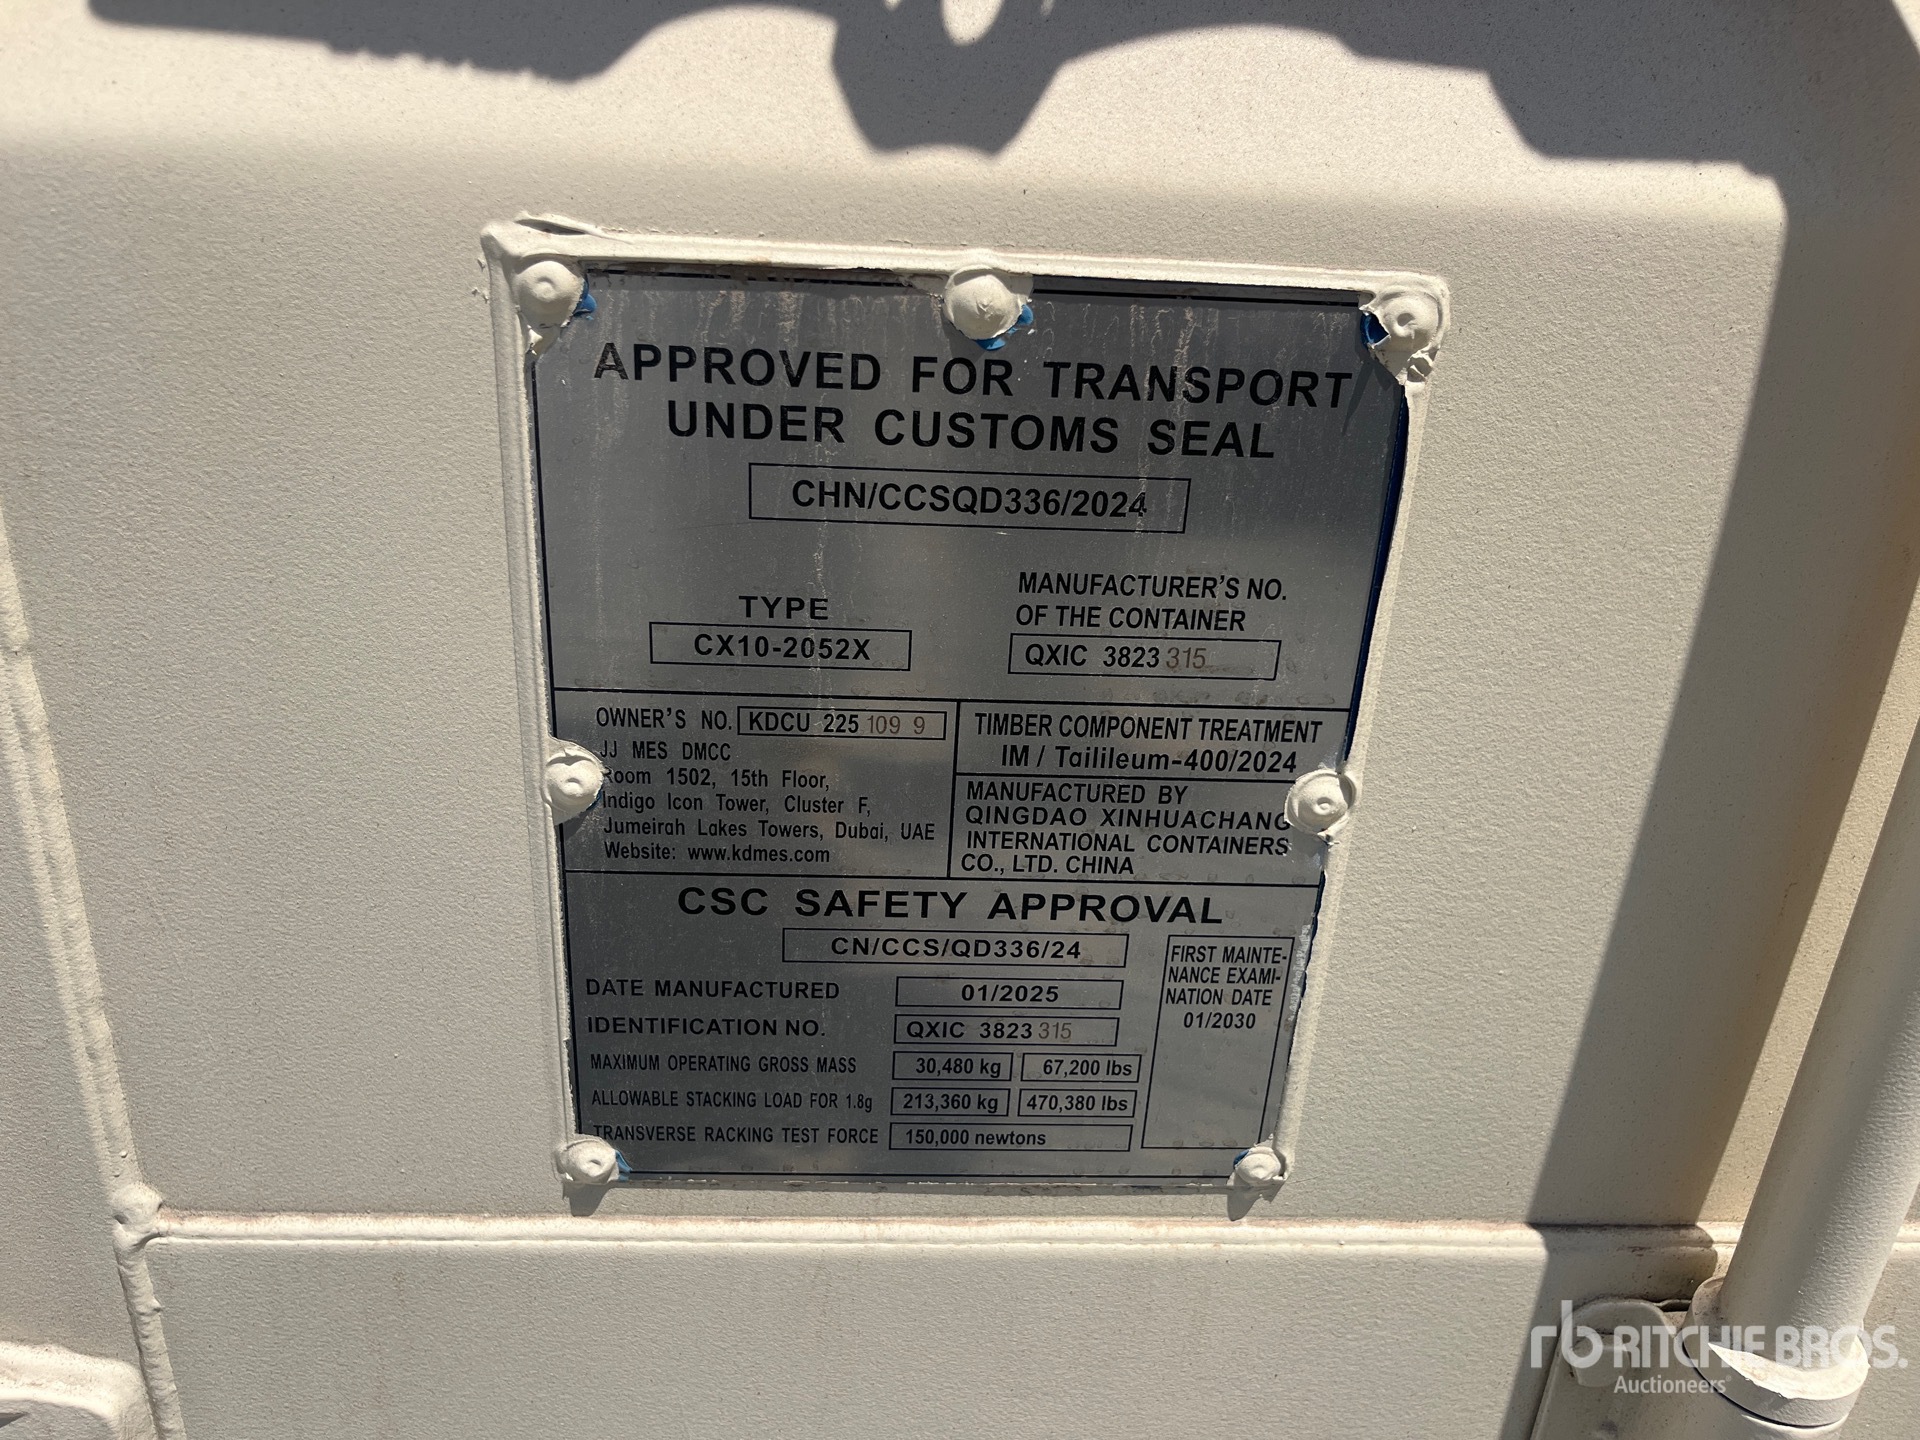 APPROVED FOR TRANSPORT
UNDER CUSTOMS SEAL
CHN/CCSQD336/2024
TYPE
CX10-2052X
MANUFACTURER'S NO.
OF THE CONTAINER
QXIC 3823 315
OWNER'S NO. KDCU 225 109 9
JJ MES DMCC
Room 1502, 15th Floor,
Indigo Icon Tower, Cluster F,
Jumeirah Lakes Towers, Dubai, UAE
Website: www.kdmes.com
TIMBER COMPONENT TREATMENT
IM / Tailileum-400/2024
MANUFACTURED BY
QINGDAO XINHUACHANG
INTERNATIONAL CONTAINERS
CO., LTD. CHINA
CSC SAFETY APPROVAL
CN/CCS/QD336/24
DATE MANUFACTURED 01/2025
IDENTIFICATION NO. QXIC 3823 315
MAXIMUM OPERATING GROSS MASS 30,480 kg 67,200 lbs
ALLOWABLE STACKING LOAD FOR 1.8g 213,360 kg 470,380 lbs
TRANSVERSE RACKING TEST FORCE 150,000 newtons
FIRST MAINTE-
NANCE EXAMI-
NATION DATE
01/2030
rb RITCHIE BROS.
Auctioneers